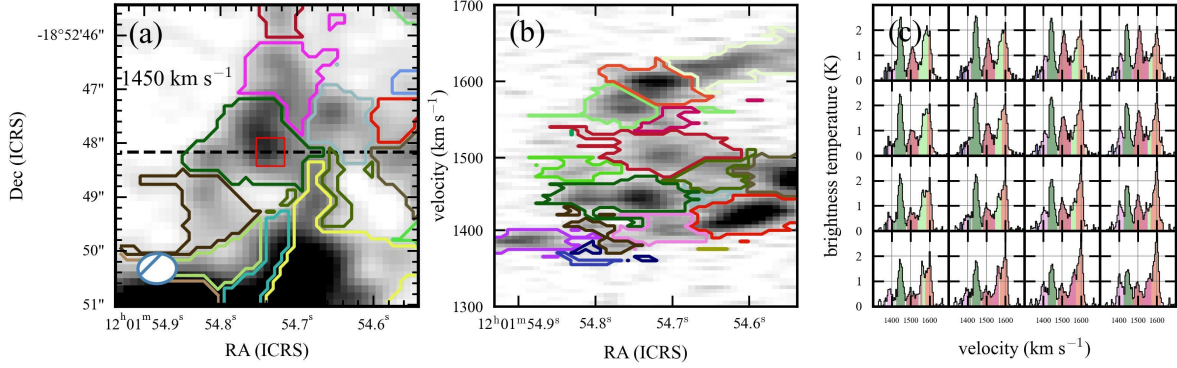 (a)
1450 km s⁻¹
-18°52'46"
47"
48"
49"
50"
51"
Dec (ICRS)
12ʰ01ᵐ54.9ˢ
54.8ˢ
54.7ˢ
54.6ˢ
RA (ICRS)
(b)
1700
1600
1500
1400
1300
velocity (km s⁻¹)
12ʰ01ᵐ54.9ˢ
54.8ˢ
54.7ˢ
54.6ˢ
RA (ICRS)
(c)
2
1
0
2
1
0
2
1
0
2
1
0
brightness temperature (K)
1400 1500 1600 1400 1500 1600 1400 1500 1600 1400 1500 1600
velocity (km s⁻¹)